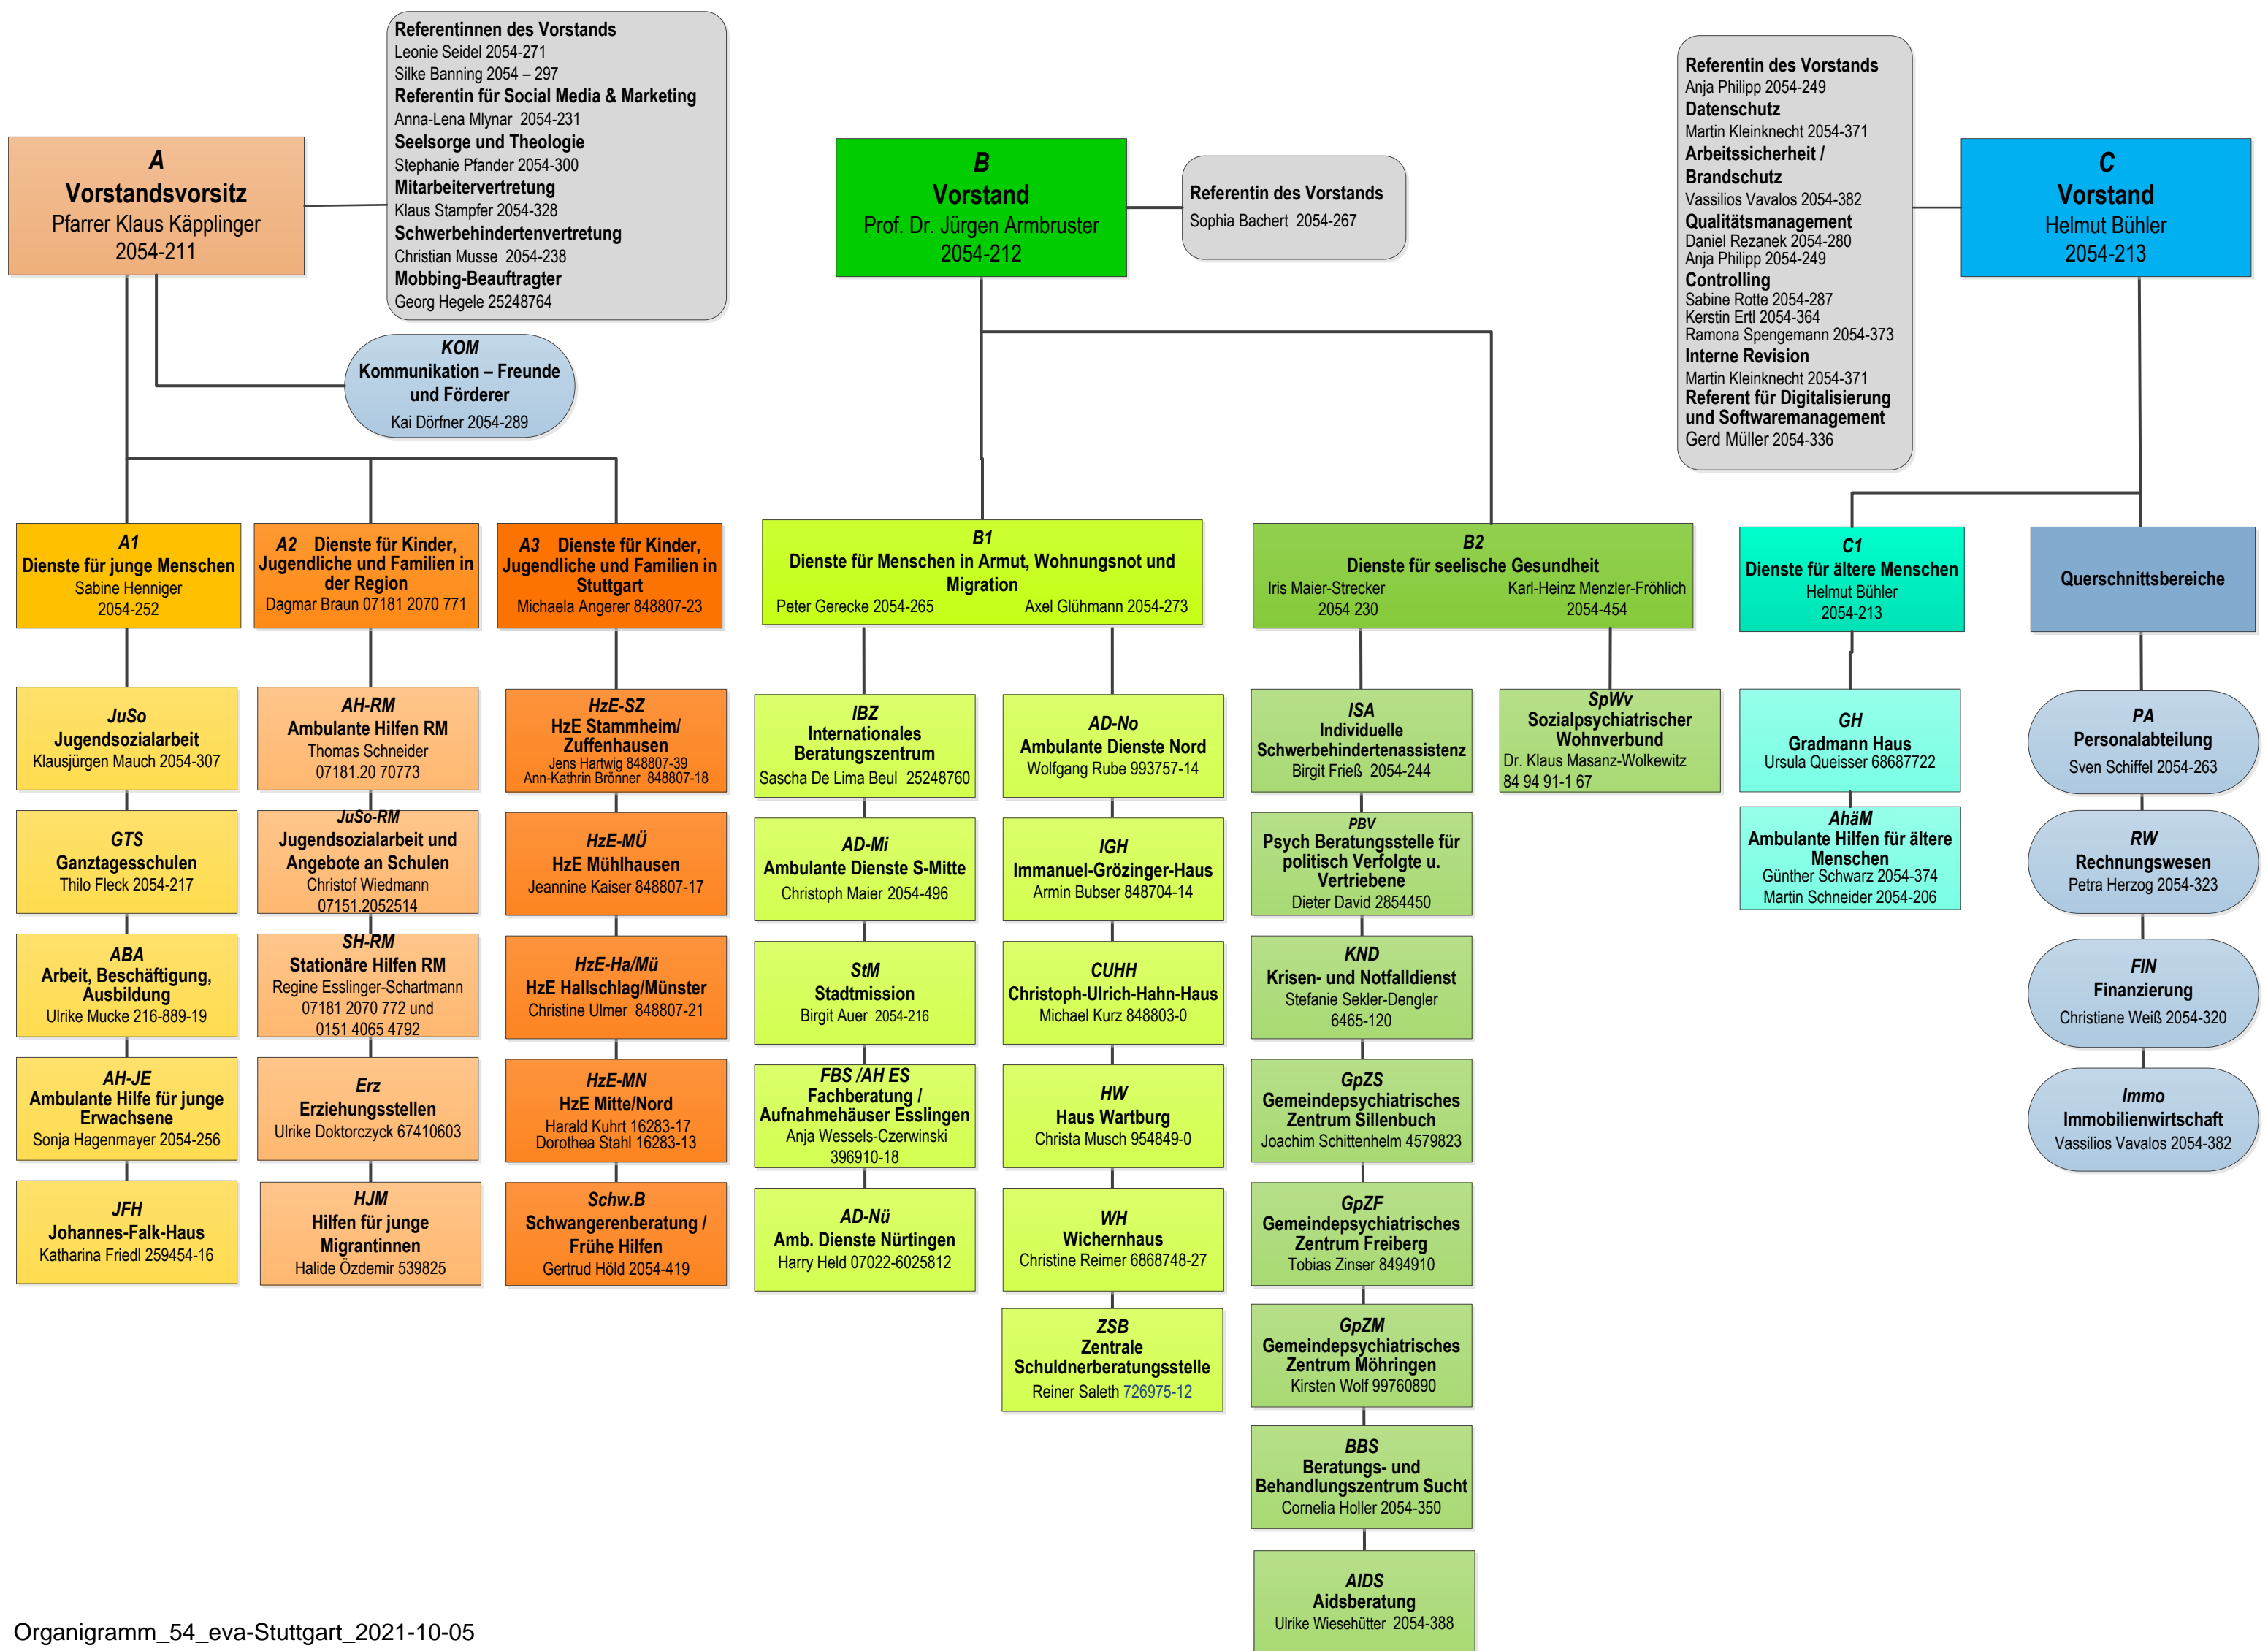 Referentinnen des Vorstands
Leonie Seidel 2054-271
Silke Banning 2054 – 297
Referentin für Social Media & Marketing
Anna-Lena Mlynar 2054-231
Seelsorge und Theologie
Stephanie Pfander 2054-300
Mitarbeitervertretung
Klaus Stampfer 2054-328
Schwerbehindertenvertretung
Christian Musse 2054-238
Mobbing-Beauftragter
Georg Hegele 25248764
A
Vorstandsvorsitz
Pfarrer Klaus Käpplinger
2054-211
KOM
Kommunikation – Freunde
und Förderer
Kai Dörfner 2054-289
B
Vorstand
Prof. Dr. Jürgen Armbruster
2054-212
Referentin des Vorstands
Sophia Bachert 2054-267
Referentin des Vorstands
Anja Philipp 2054-249
Datenschutz
Martin Kleinknecht 2054-371
Arbeitssicherheit /
Brandschutz
Vassilios Vavalos 2054-382
Qualitätsmanagement
Daniel Rezanek 2054-280
Anja Philipp 2054-249
Controlling
Sabine Rotte 2054-287
Kerstin Ertl 2054-364
Ramona Spengemann 2054-373
Interne Revision
Martin Kleinknecht 2054-371
Referent für Digitalisierung
und Softwaremanagement
Gerd Müller 2054-336
C
Vorstand
Helmut Bühler
2054-213
A1
Dienste für junge Menschen
Sabine Henniger
2054-252
A2 Dienste für Kinder,
Jugendliche und Familien in
der Region
Dagmar Braun 07181 2070 771
A3 Dienste für Kinder,
Jugendliche und Familien in
Stuttgart
Michaela Angerer 848807-23
B1
Dienste für Menschen in Armut, Wohnungsnot und
Migration
Peter Gerecke 2054-265 Axel Glühmann 2054-273
B2
Dienste für seelische Gesundheit
Iris Maier-Strecker Karl-Heinz Menzler-Fröhlich
2054 230 2054-454
C1
Dienste für ältere Menschen
Helmut Bühler
2054-213
Querschnittsbereiche
JuSo
Jugendsozialarbeit
Klausjürgen Mauch 2054-307
GTS
Ganztagesschulen
Thilo Fleck 2054-217
ABA
Arbeit, Beschäftigung,
Ausbildung
Ulrike Mucke 216-889-19
AH-JE
Ambulante Hilfe für junge
Erwachsene
Sonja Hagenmayer 2054-256
JFH
Johannes-Falk-Haus
Katharina Friedl 259454-16
AH-RM
Ambulante Hilfen RM
Thomas Schneider
07181.20 70773
JuSo-RM
Jugendsozialarbeit und
Angebote an Schulen
Christof Wiedmann
07151.2052514
SH-RM
Stationäre Hilfen RM
Regine Esslinger-Schartmann
07181 2070 772 und
0151 4065 4792
Erz
Erziehungsstellen
Ulrike Doktorczyck 67410603
HJM
Hilfen für junge
Migrantinnen
Halide Özdemir 539825
HzE-SZ
HzE Stammheim/
Zuffenhausen
Jens Hartwig 848807-39
Ann-Kathrin Brönner 848807-18
HzE-MÜ
HzE Mühlhausen
Jeannine Kaiser 848807-17
HzE-Ha/Mü
HzE Hallschlag/Münster
Christine Ulmer 848807-21
HzE-MN
HzE Mitte/Nord
Harald Kuhrt 16283-17
Dorothea Stahl 16283-13
Schw.B
Schwangerenberatung /
Frühe Hilfen
Gertrud Höld 2054-419
IBZ
Internationales
Beratungszentrum
Sascha De Lima Beul 25248760
AD-Mi
Ambulante Dienste S-Mitte
Christoph Maier 2054-496
StM
Stadtmission
Birgit Auer 2054-216
FBS /AH ES
Fachberatung /
Aufnahmehäuser Esslingen
Anja Wessels-Czerwinski
396910-18
AD-Nü
Amb. Dienste Nürtingen
Harry Held 07022-6025812
AD-No
Ambulante Dienste Nord
Wolfgang Rube 993757-14
IGH
Immanuel-Grözinger-Haus
Armin Bubser 848704-14
CUHH
Christoph-Ulrich-Hahn-Haus
Michael Kurz 848803-0
HW
Haus Wartburg
Christa Musch 954849-0
WH
Wichernhaus
Christine Reimer 6868748-27
ZSB
Zentrale
Schuldnerberatungsstelle
Reiner Saleth 726975-12
ISA
Individuelle
Schwerbehindertenassistenz
Birgit Frieß 2054-244
PBV
Psych Beratungsstelle für
politisch Verfolgte u.
Vertriebene
Dieter David 2854450
KND
Krisen- und Notfalldienst
Stefanie Sekler-Dengler
6465-120
GpZS
Gemeindepsychiatrisches
Zentrum Sillenbuch
Joachim Schittenhelm 4579823
GpZF
Gemeindepsychiatrisches
Zentrum Freiberg
Tobias Zinser 8494910
GpZM
Gemeindepsychiatrisches
Zentrum Möhringen
Kirsten Wolf 99760890
BBS
Beratungs- und
Behandlungszentrum Sucht
Cornelia Holler 2054-350
AIDS
Aidsberatung
Ulrike Wiesehütter 2054-388
SpWv
Sozialpsychiatrischer
Wohnverbund
Dr. Klaus Masanz-Wolkewitz
84 94 91-1 67
GH
Gradmann Haus
Ursula Queisser 68687722
AhäM
Ambulante Hilfen für ältere
Menschen
Günther Schwarz 2054-374
Martin Schneider 2054-206
PA
Personalabteilung
Sven Schiffel 2054-263
RW
Rechnungswesen
Petra Herzog 2054-323
FIN
Finanzierung
Christiane Weiß 2054-320
Immo
Immobilienwirtschaft
Vassilios Vavalos 2054-382
Organigramm_54_eva-Stuttgart_2021-10-05